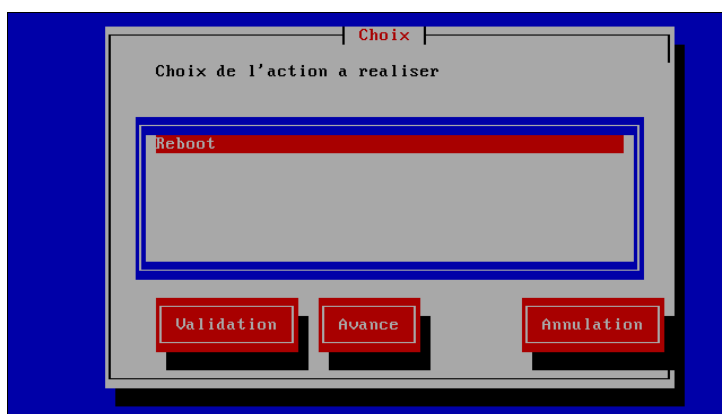 Choix
Choix de l'action a realiser
Reboot
Validation Avance Annulation